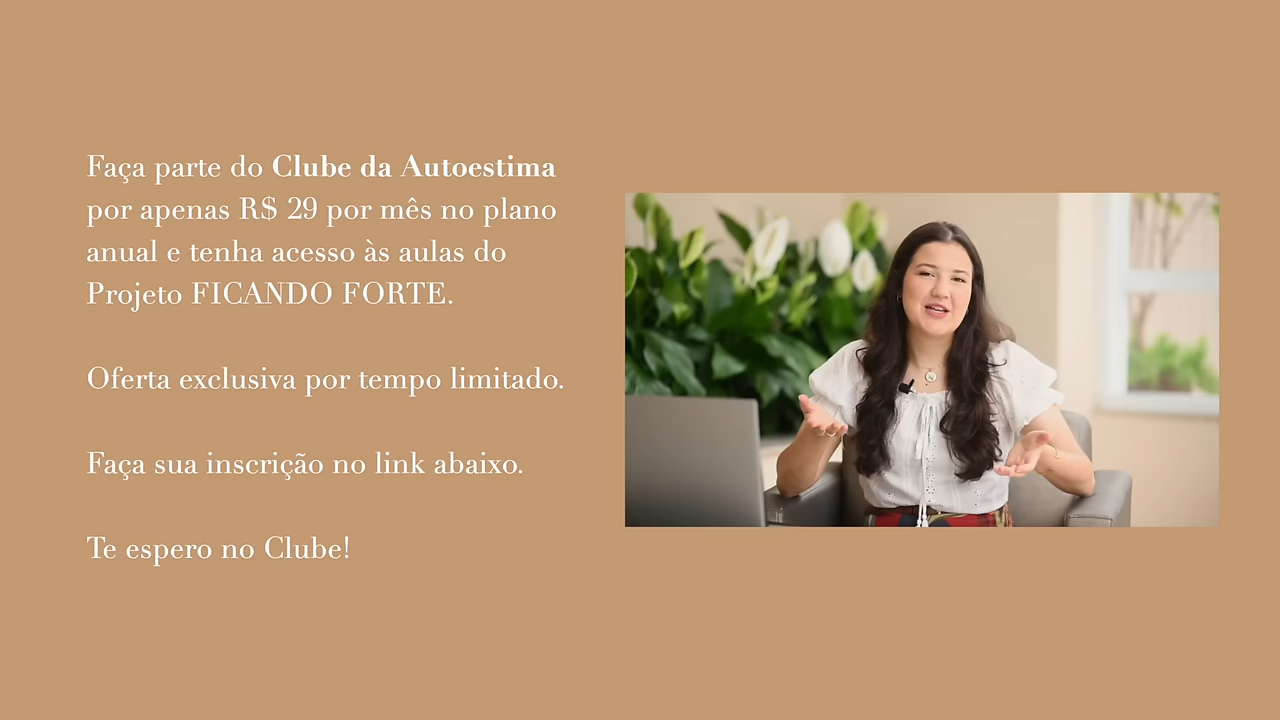 Faça parte do Clube da Autoestima
por apenas R$ 29 por mês no plano
anual e tenha acesso às aulas do
Projeto FICANDO FORTE.
Oferta exclusiva por tempo limitado.
Faça sua inscrição no link abaixo.
Te espero no Clube!